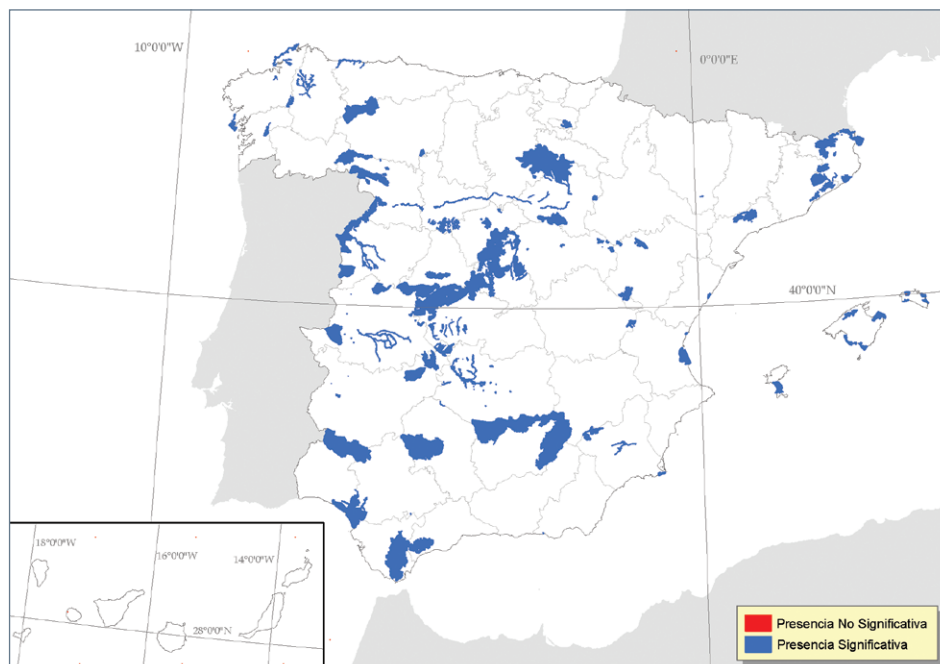 10°0'0"W
0°0'0"E
40°0'0"N
18°0'0"W
16°0'0"W
14°0'0"W
28°0'0"N
Presencia No Significativa
Presencia Significativa